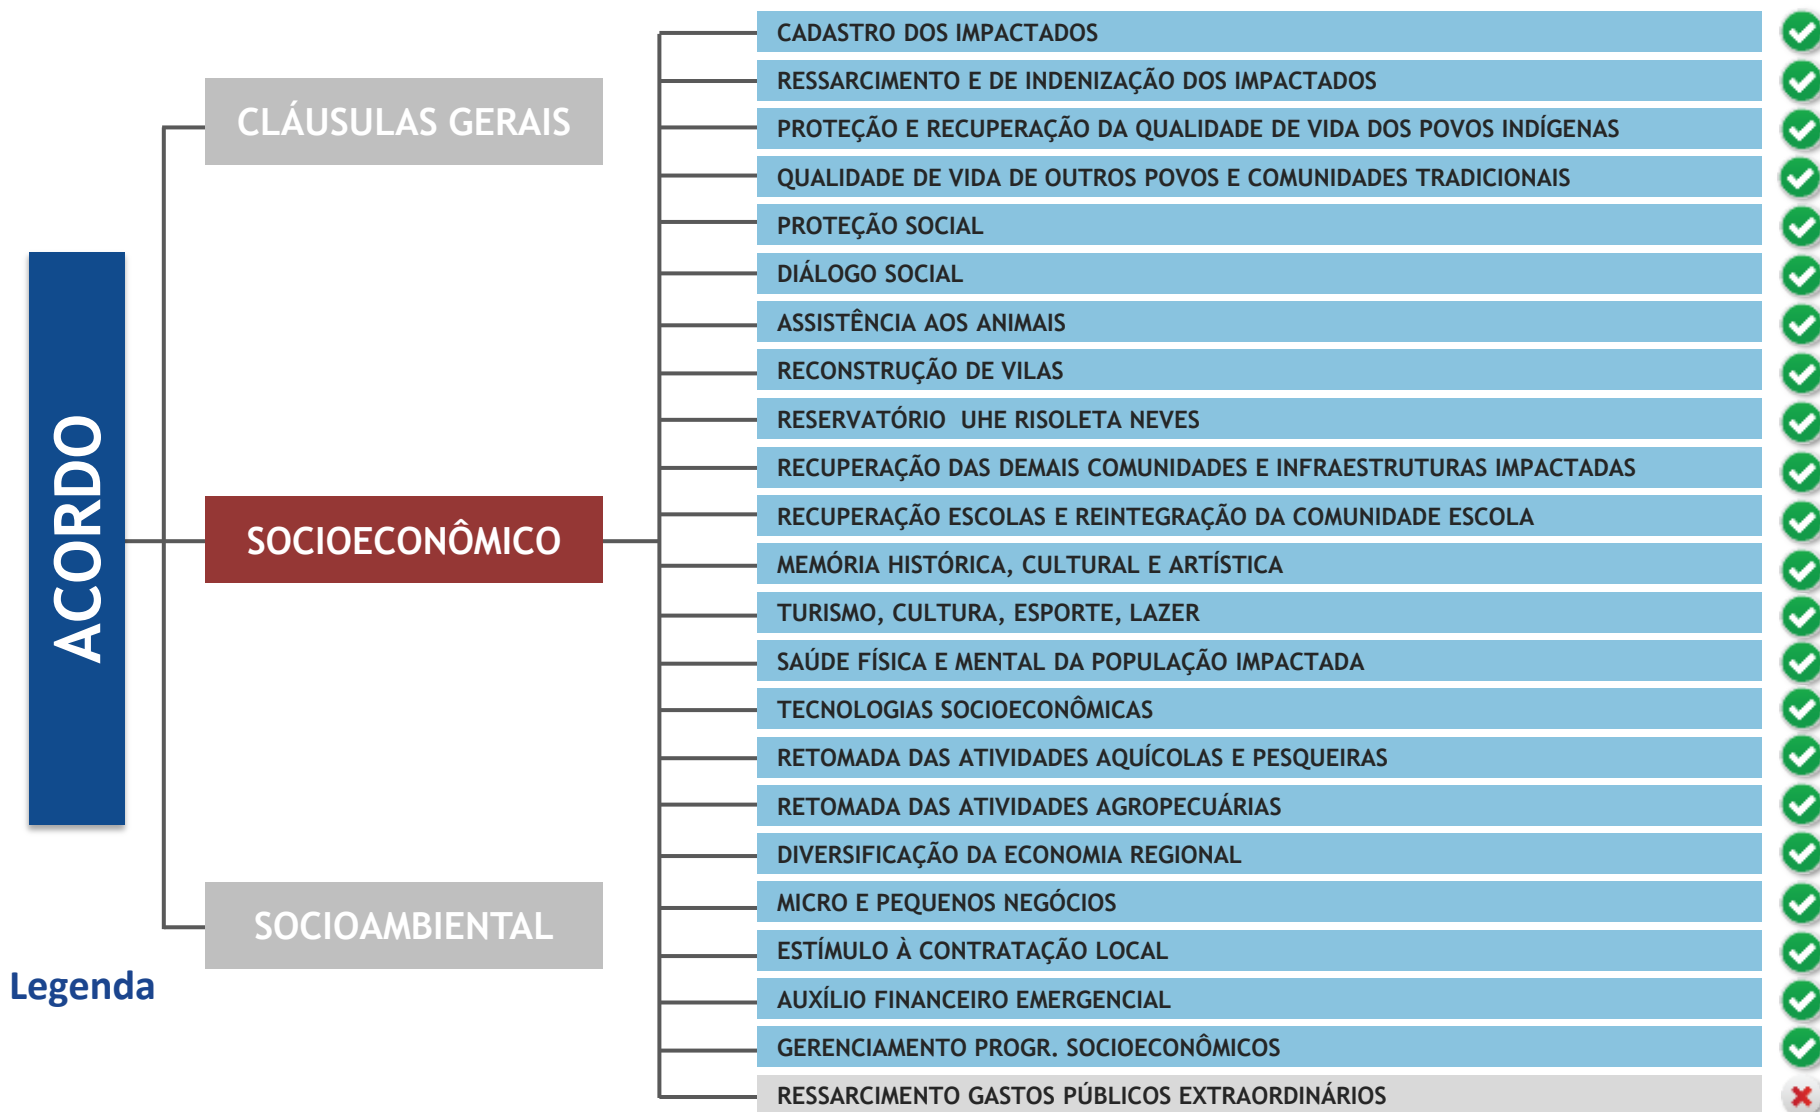 ACORDO
CLÁUSULAS GERAIS
SOCIOECONÔMICO
SOCIOAMBIENTAL
Legenda
CADASTRO DOS IMPACTADOS
RESSARCIMENTO E DE INDENIZAÇÃO DOS IMPACTADOS
PROTEÇÃO E RECUPERAÇÃO DA QUALIDADE DE VIDA DOS POVOS INDÍGENAS
QUALIDADE DE VIDA DE OUTROS POVOS E COMUNIDADES TRADICIONAIS
PROTEÇÃO SOCIAL
DIÁLOGO SOCIAL
ASSISTÊNCIA AOS ANIMAIS
RECONSTRUÇÃO DE VILAS
RESERVATÓRIO UHE RISOLETA NEVES
RECUPERAÇÃO DAS DEMAIS COMUNIDADES E INFRAESTRUTURAS IMPACTADAS
RECUPERAÇÃO ESCOLAS E REINTEGRAÇÃO DA COMUNIDADE ESCOLA
MEMÓRIA HISTÓRICA, CULTURAL E ARTÍSTICA
TURISMO, CULTURA, ESPORTE, LAZER
SAÚDE FÍSICA E MENTAL DA POPULAÇÃO IMPACTADA
TECNOLOGIAS SOCIOECONÔMICAS
RETOMADA DAS ATIVIDADES AQUÍCOLAS E PESQUEIRAS
RETOMADA DAS ATIVIDADES AGROPECUÁRIAS
DIVERSIFICAÇÃO DA ECONOMIA REGIONAL
MICRO E PEQUENOS NEGÓCIOS
ESTÍMULO À CONTRATAÇÃO LOCAL
AUXÍLIO FINANCEIRO EMERGENCIAL
GERENCIAMENTO PROGR. SOCIOECONÔMICOS
RESSARCIMENTO GASTOS PÚBLICOS EXTRAORDINÁRIOS